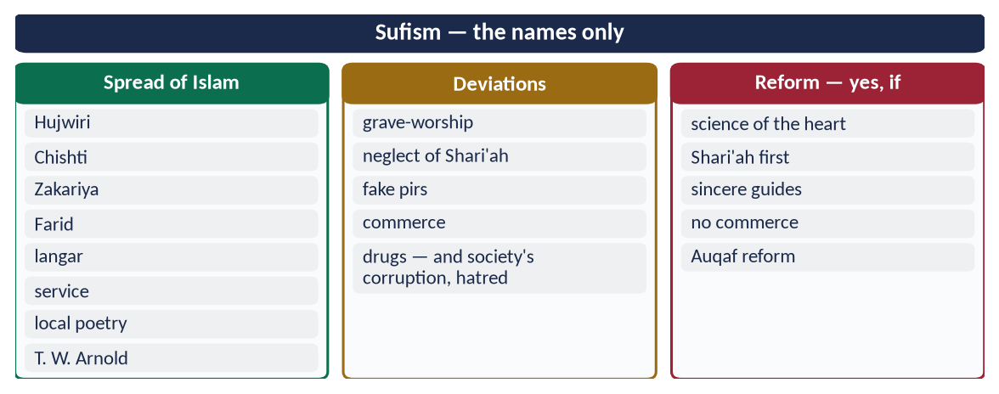 Sufism — the names only
Spread of Islam
Hujwiri
Chishti
Zakariya
Farid
langar
service
local poetry
T. W. Arnold
Deviations
grave-worship
neglect of Shari'ah
fake pirs
commerce
drugs — and society's
corruption, hatred
Reform — yes, if
science of the heart
Shari'ah first
sincere guides
no commerce
Auqaf reform